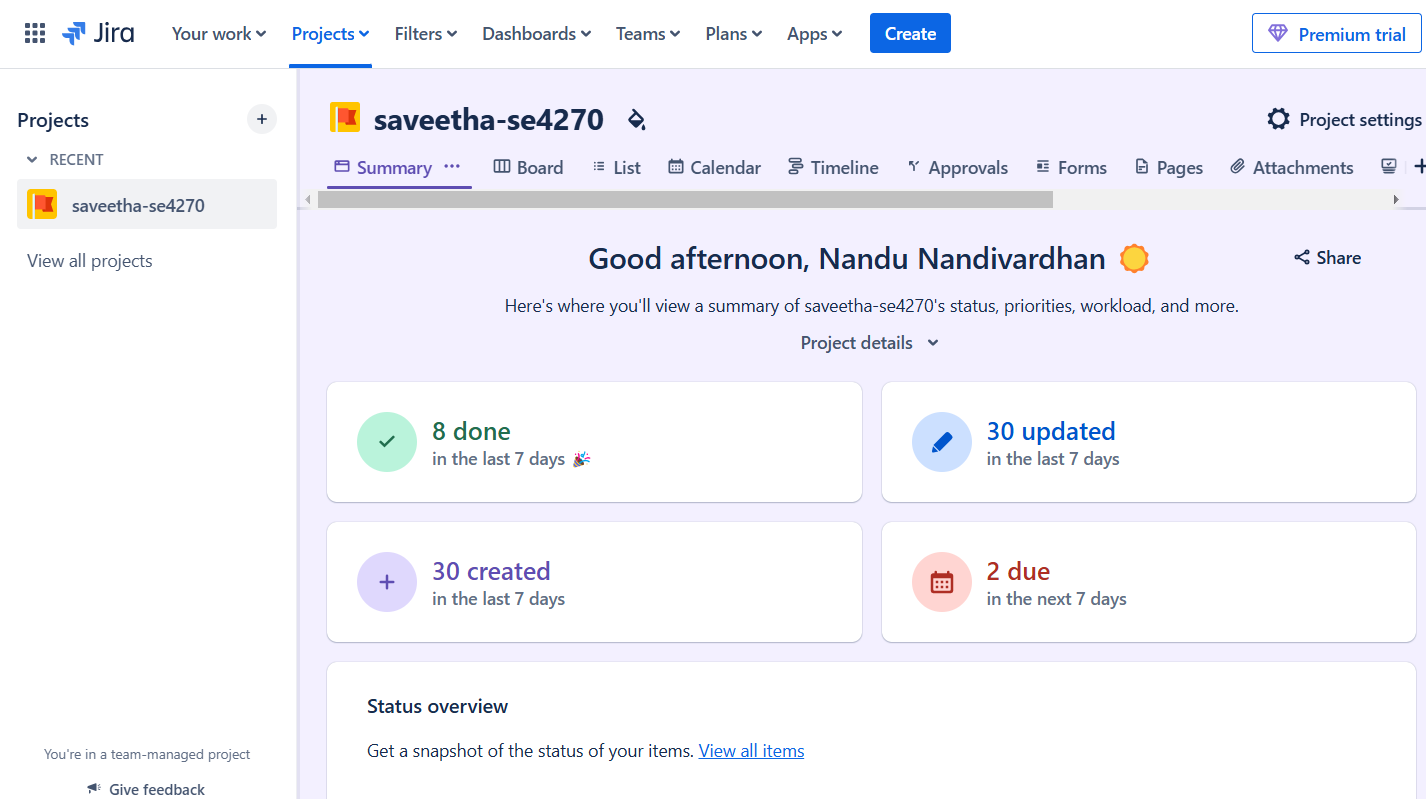 Jira Your work Projects Filters Dashboards Teams Plans Apps Create Premium trial
Projects
RECENT
saveetha-se4270
View all projects
You're in a team-managed project
Give feedback
saveetha-se4270 Project settings
Summary Board List Calendar Timeline Approvals Forms Pages Attachments
Good afternoon, Nandu Nandivardhan Share
Here's where you'll view a summary of saveetha-se4270's status, priorities, workload, and more.
Project details
8 done
in the last 7 days
30 updated
in the last 7 days
30 created
in the last 7 days
2 due
in the next 7 days
Status overview
Get a snapshot of the status of your items. View all items